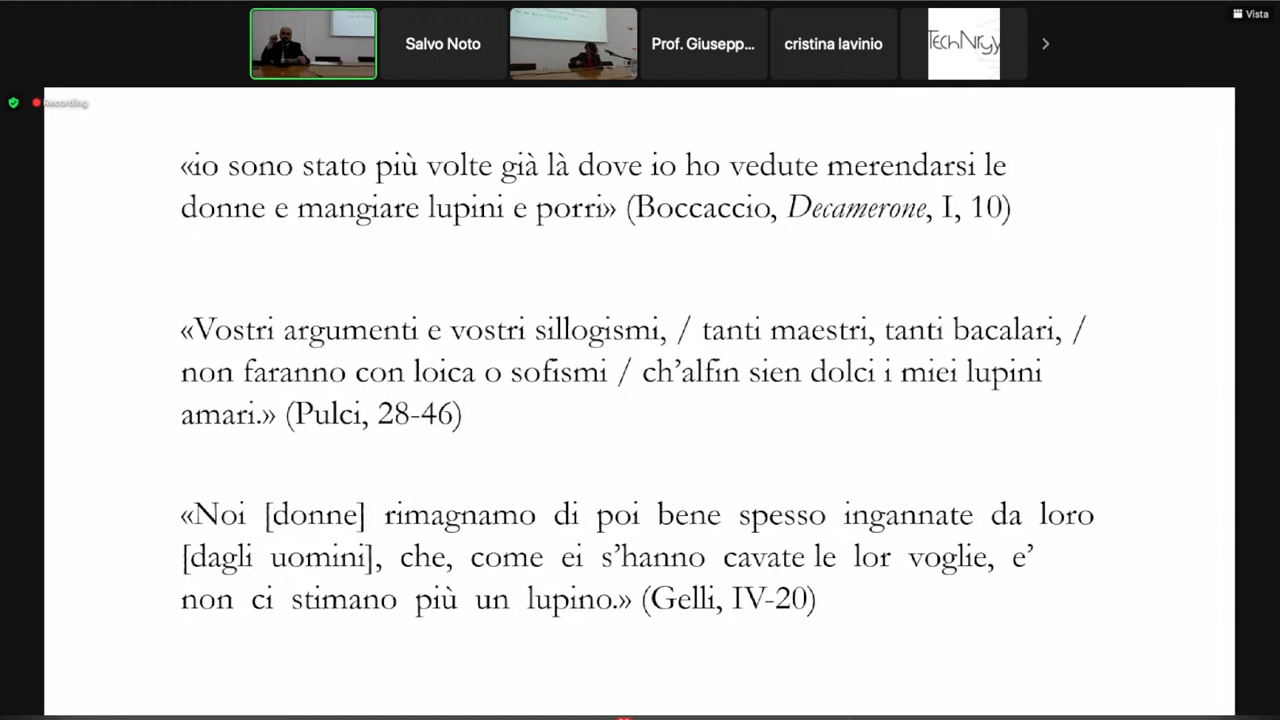 Vista
Salvo Noto
Prof. Giusepp...
cristina lavinio
TechNrgy
Recording
«io sono stato più volte già là dove io ho vedute merendarsi le
donne e mangiare lupini e porri» (Boccaccio, Decamerone, I, 10)
«Vostri argumenti e vostri sillogismi, / tanti maestri, tanti bacalari, /
non faranno con loica o sofismi / ch’alfin sien dolci i miei lupini
amari.» (Pulci, 28-46)
«Noi [donne] rimagnamo di poi bene spesso ingannate da loro
[dagli uomini], che, come ei s’hanno cavate le lor voglie, e’
non ci stimano più un lupino.» (Gelli, IV-20)